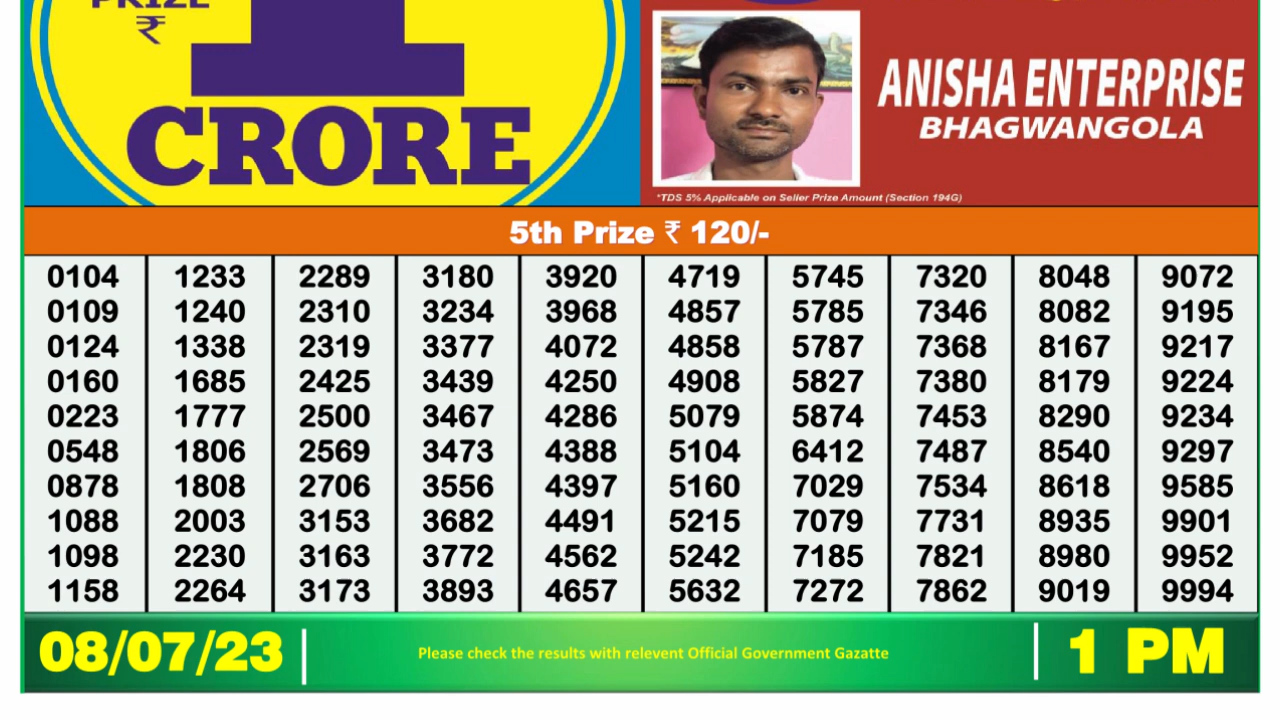 PRIZE
₹
1
CRORE
ANISHA ENTERPRISE
BHAGWANGOLA
*TDS 5% Applicable on Seller Prize Amount (Section 194G)
5th Prize ₹ 120/-
0104 1233 2289 3180 3920 4719 5745 7320 8048 9072
0109 1240 2310 3234 3968 4857 5785 7346 8082 9195
0124 1338 2319 3377 4072 4858 5787 7368 8167 9217
0160 1685 2425 3439 4250 4908 5827 7380 8179 9224
0223 1777 2500 3467 4286 5079 5874 7453 8290 9234
0548 1806 2569 3473 4388 5104 6412 7487 8540 9297
0878 1808 2706 3556 4397 5160 7029 7534 8618 9585
1088 2003 3153 3682 4491 5215 7079 7731 8935 9901
1098 2230 3163 3772 4562 5242 7185 7821 8980 9952
1158 2264 3173 3893 4657 5632 7272 7862 9019 9994
08/07/23
Please check the results with relevent Official Government Gazatte
1 PM